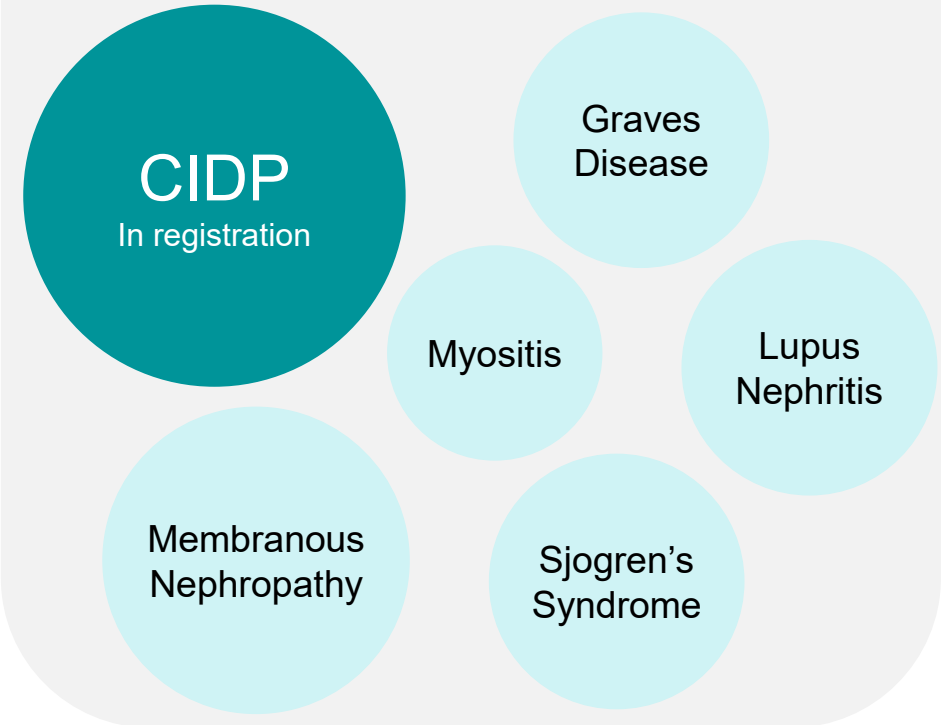 CIDP
In registration
Graves
Disease
Myositis
Lupus
Nephritis
Membranous
Nephropathy
Sjogren’s
Syndrome